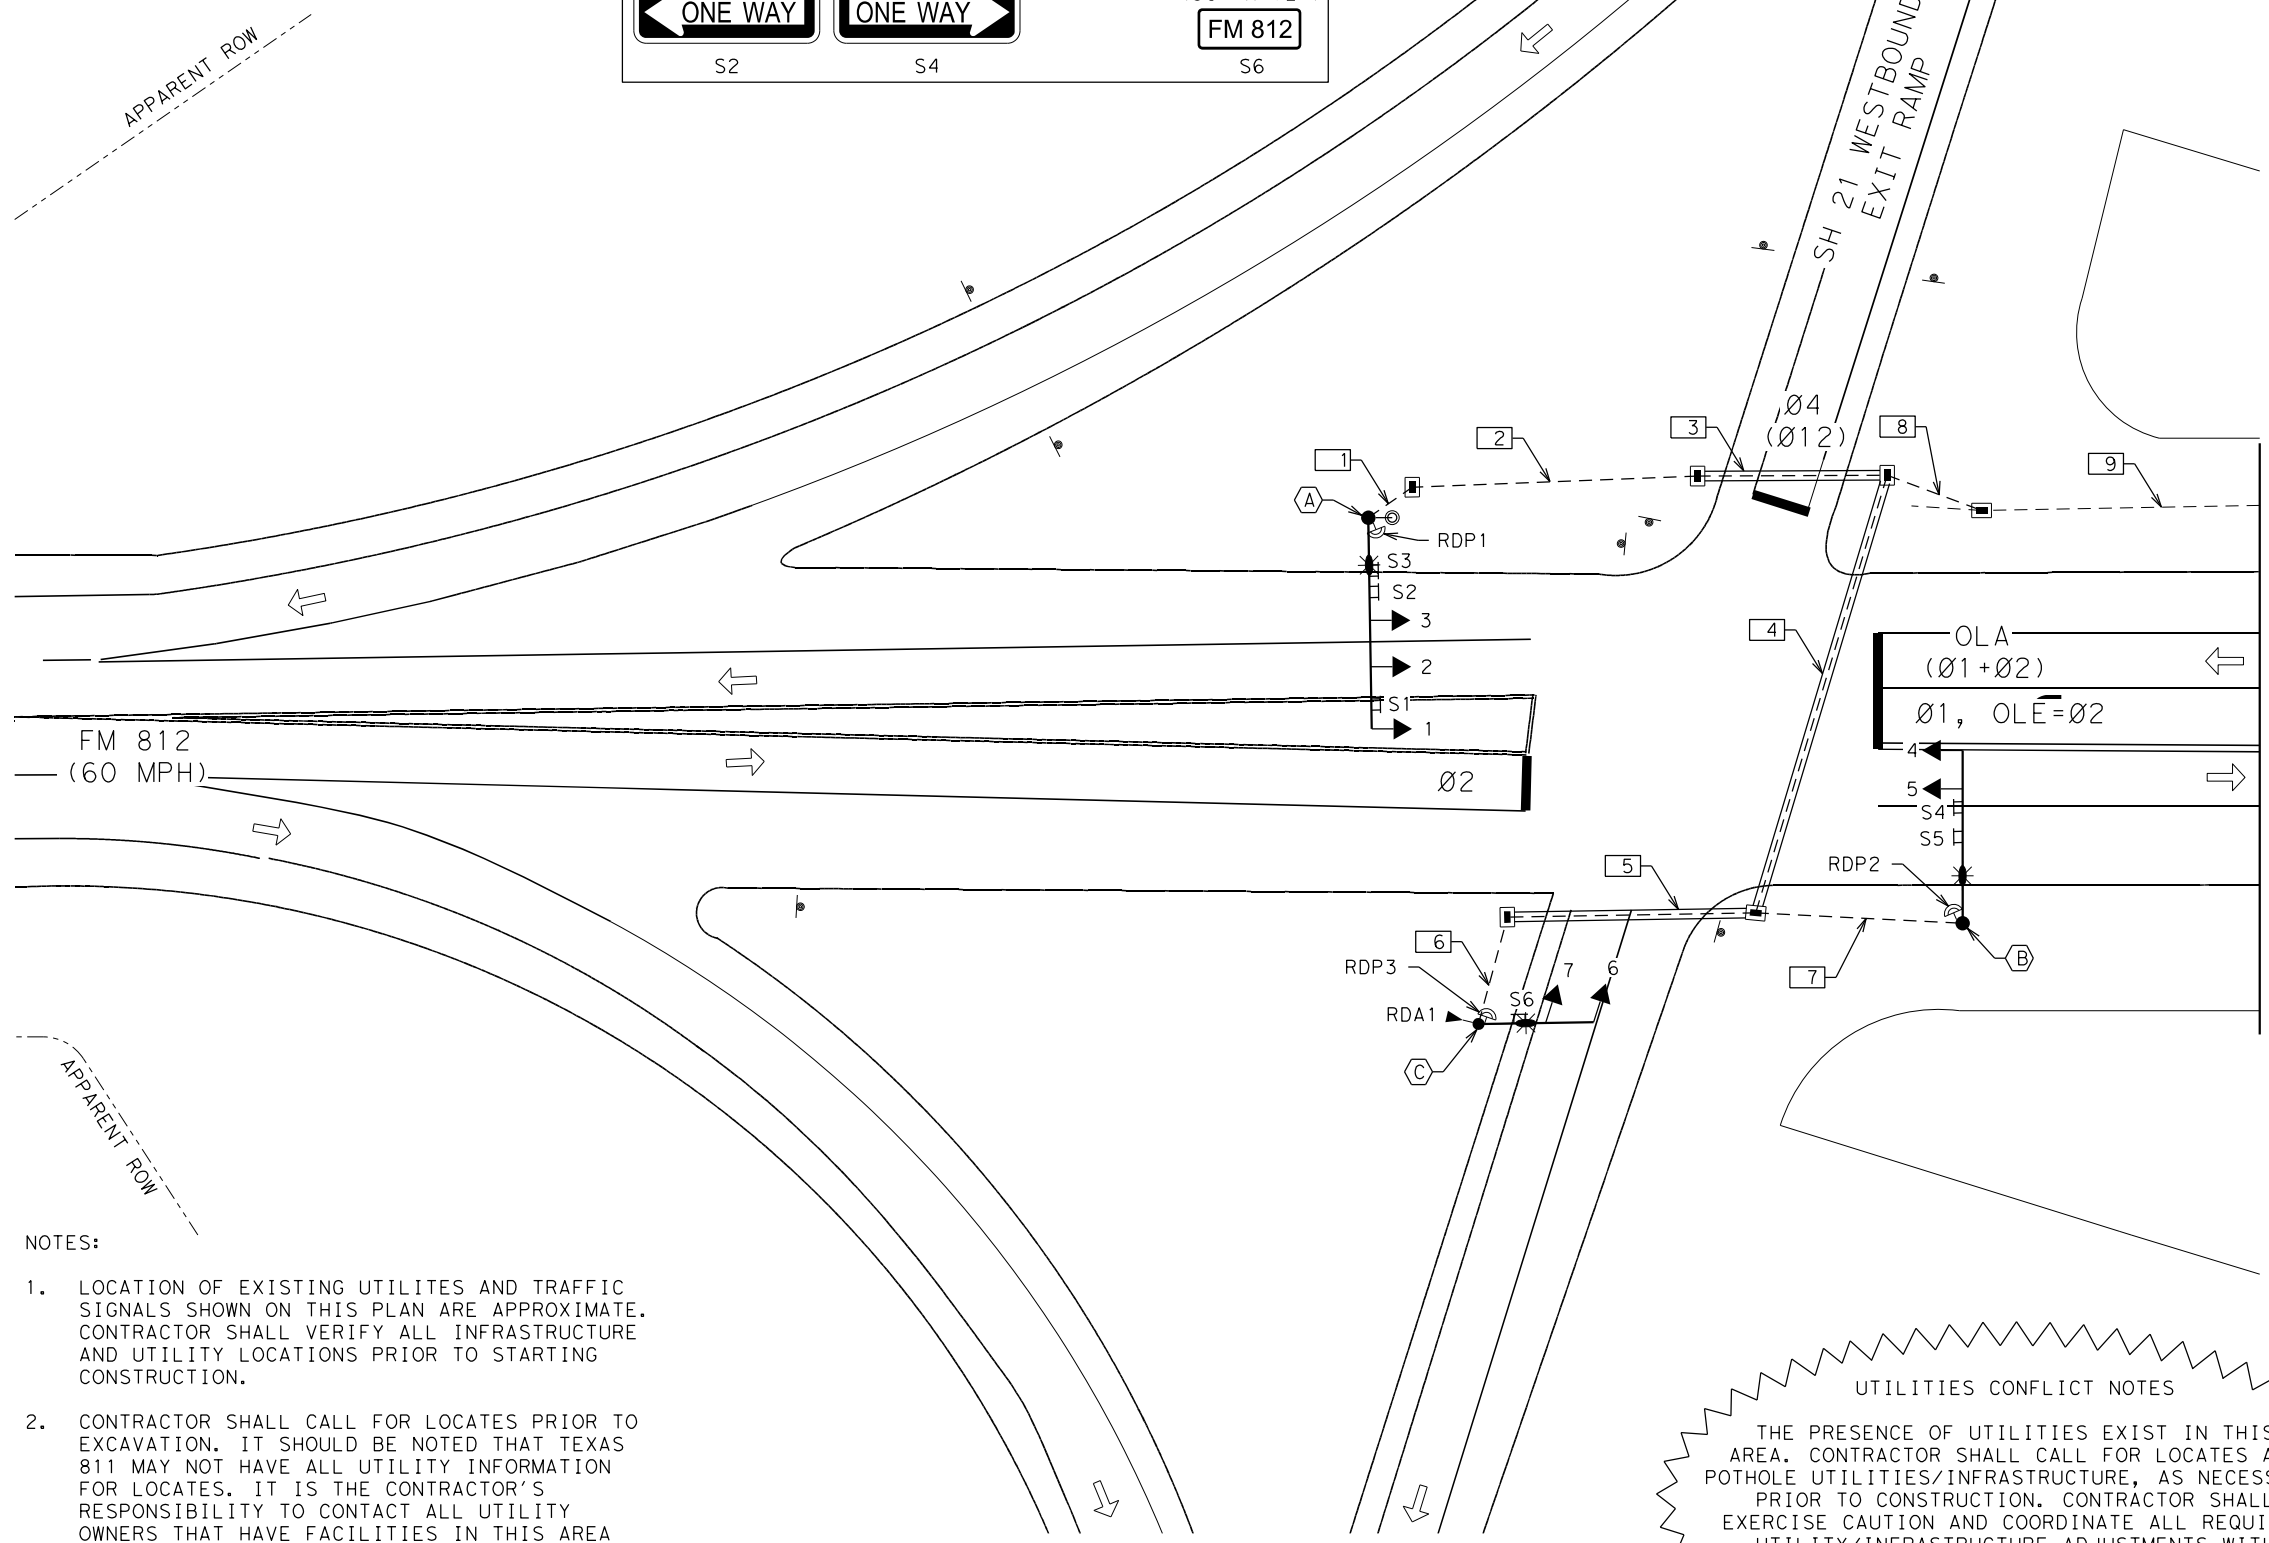 ONE WAY
ONE WAY
FM 812
S2
S4
S6
APPARENT ROW
SH 21 WESTBOUND
EXIT RAMP
Ø4
(Ø12)
3
8
2
1
9
A
RDP1
S3
S2
3
4
OLA
(Ø1+Ø2)
2
S1
1
Ø1, OLE=Ø2
FM 812
(60 MPH)
4
Ø2
5
S4
S5
RDP2
5
6
7
B
7
6
RDP3
S6
RDA1
C
APPARENT ROW
NOTES:
1. LOCATION OF EXISTING UTILITES AND TRAFFIC
SIGNALS SHOWN ON THIS PLAN ARE APPROXIMATE.
CONTRACTOR SHALL VERIFY ALL INFRASTRUCTURE
AND UTILITY LOCATIONS PRIOR TO STARTING
CONSTRUCTION.
2. CONTRACTOR SHALL CALL FOR LOCATES PRIOR TO
EXCAVATION. IT SHOULD BE NOTED THAT TEXAS
811 MAY NOT HAVE ALL UTILITY INFORMATION
FOR LOCATES. IT IS THE CONTRACTOR'S
RESPONSIBILITY TO CONTACT ALL UTILITY
OWNERS THAT HAVE FACILITIES IN THIS AREA
UTILITIES CONFLICT NOTES
THE PRESENCE OF UTILITIES EXIST IN THIS
AREA. CONTRACTOR SHALL CALL FOR LOCATES
POTHOLE UTILITIES/INFRASTRUCTURE, AS
PRIOR TO CONSTRUCTION. CONTRACTOR SHALL
EXERCISE CAUTION AND COORDINATE ALL
UTILITY/INFRASTRUCTURE ADJUSTMENTS WITH